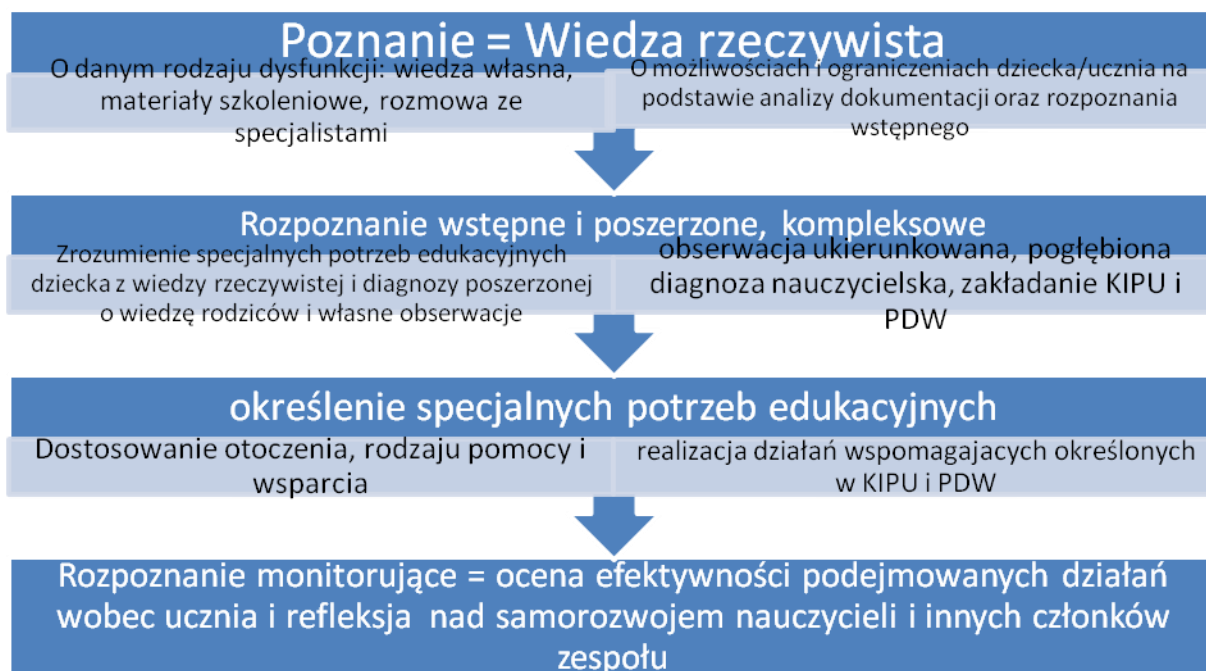 Poznanie = Wiedza rzeczywista
O danym rodzaju dysfunkcji: wiedza własna,
materiały szkoleniowe, rozmowa ze
specjalistami
O możliwościach i ograniczeniach dziecka/ucznia na
podstawie analizy dokumentacji oraz rozpoznania
wstępnego
Rozpoznanie wstępne i poszerzone, kompleksowe
Zrozumienie specjalnych potrzeb edukacyjnych
dziecka z wiedzy rzeczywistej i diagnozy poszerzonej
o wiedzę rodziców i własne obserwacje
obserwacja ukierunkowana, pogłębiona
diagnoza nauczycielska, zakładanie KIPU i
PDW
określenie specjalnych potrzeb edukacyjnych
Dostosowanie otoczenia, rodzaju pomocy i
wsparcia
realizacja działań wspomagajacych określonych
w KIPU i PDW
Rozpoznanie monitorujące = ocena efektywności podejmowanych działań
wobec ucznia i refleksja nad samorozwojem nauczycieli i innych członków
zespołu